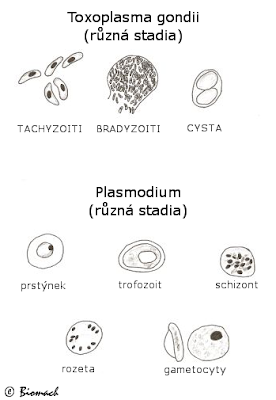 Toxoplasma gondii
(různá stadia)
TACHYZOITI BRADYZOITI CYSTA
Plasmodium
(různá stadia)
prstýnek trofozoit schizont
rozeta gametocyty
© Biomach